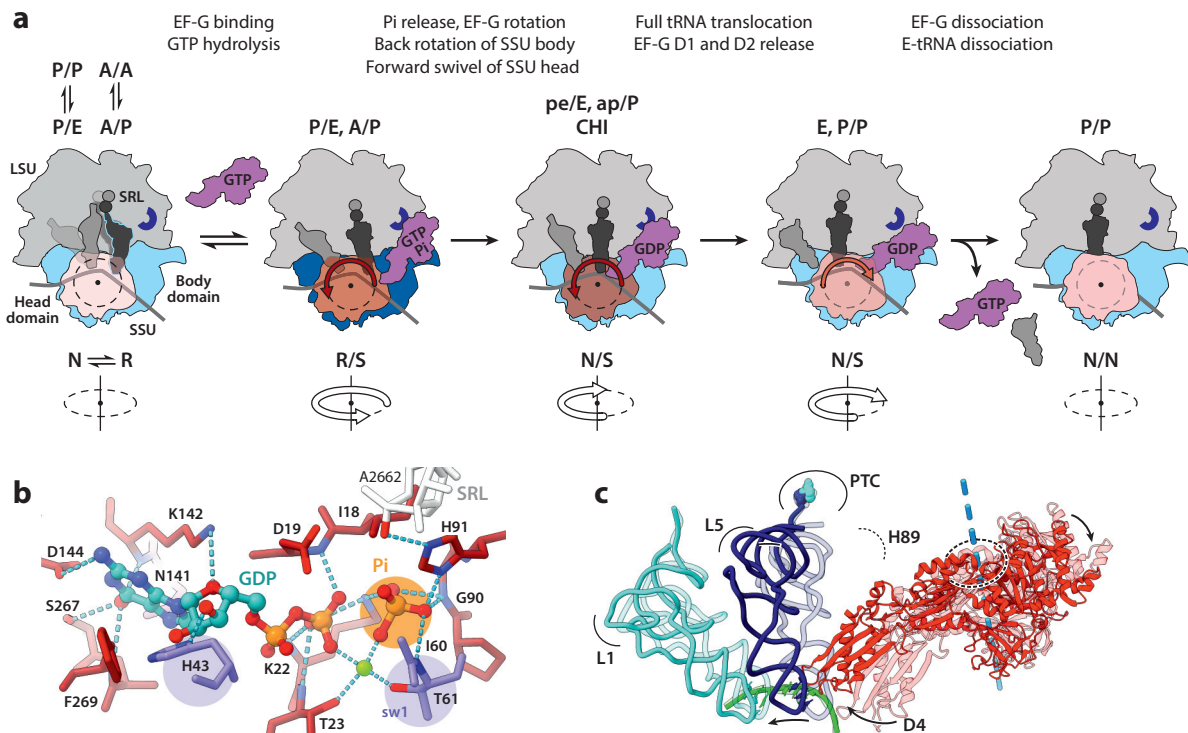 a
EF-G binding
GTP hydrolysis
Pi release, EF-G rotation
Back rotation of SSU body
Forward swivel of SSU head
Full tRNA translocation
EF-G D1 and D2 release
EF-G dissociation
E-tRNA dissociation
P/P A/A
P/E A/P
P/E, A/P
pe/E, ap/P
CHI
E, P/P
P/P
LSU
SRL
GTP
GTP
Pi
GDP
GDP
GTP
Body
domain
Head
domain
SSU
N R
R/S
N/S
N/S
N/N
b
A2662
SRL
K142
D19
I18
H91
D144
N141
GDP
Pi
S267
G90
H43
K22
I60
F269
T23
sw1
T61
c
PTC
L5
H89
L1
D4